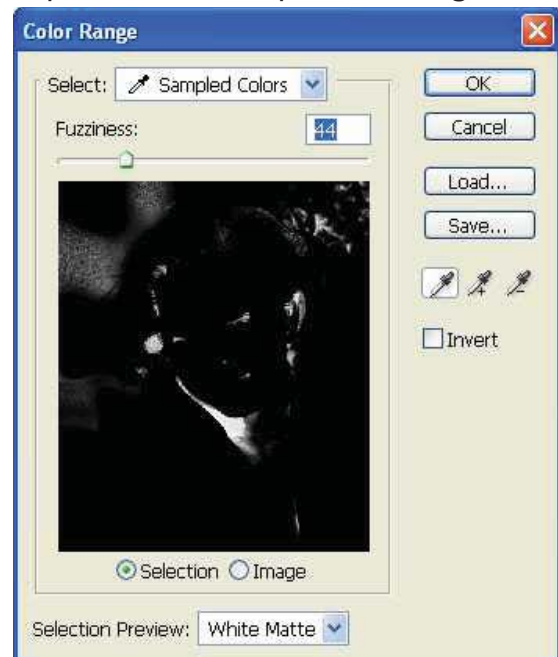 Color Range
Select: Sampled Colors
Fuzziness: 44
OK
Cancel
Load...
Save...
Invert
Selection Image
Selection Preview: White Matte